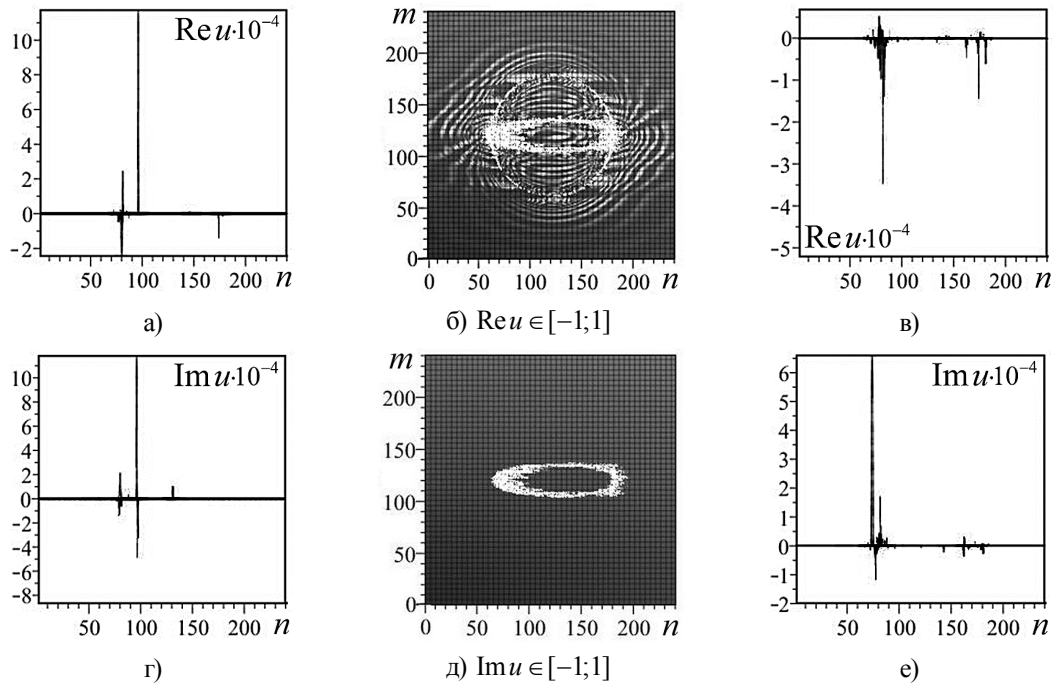 Re u·10⁻⁴
10
8
6
4
2
0
-2
50 100 150 200 n
а)
m
200
150
100
50
0
0 50 100 150 200 n
б) Re u ∈ [−1;1]
0
-1
-2
-3
-4
-5
Re u·10⁻⁴
50 100 150 200 n
в)
Im u·10⁻⁴
10
8
6
4
2
0
-2
-4
-6
-8
50 100 150 200 n
г)
m
200
150
100
50
0
0 50 100 150 200 n
д) Im u ∈ [−1;1]
Im u·10⁻⁴
6
5
4
3
2
1
0
-1
-2
50 100 150 200 n
е)